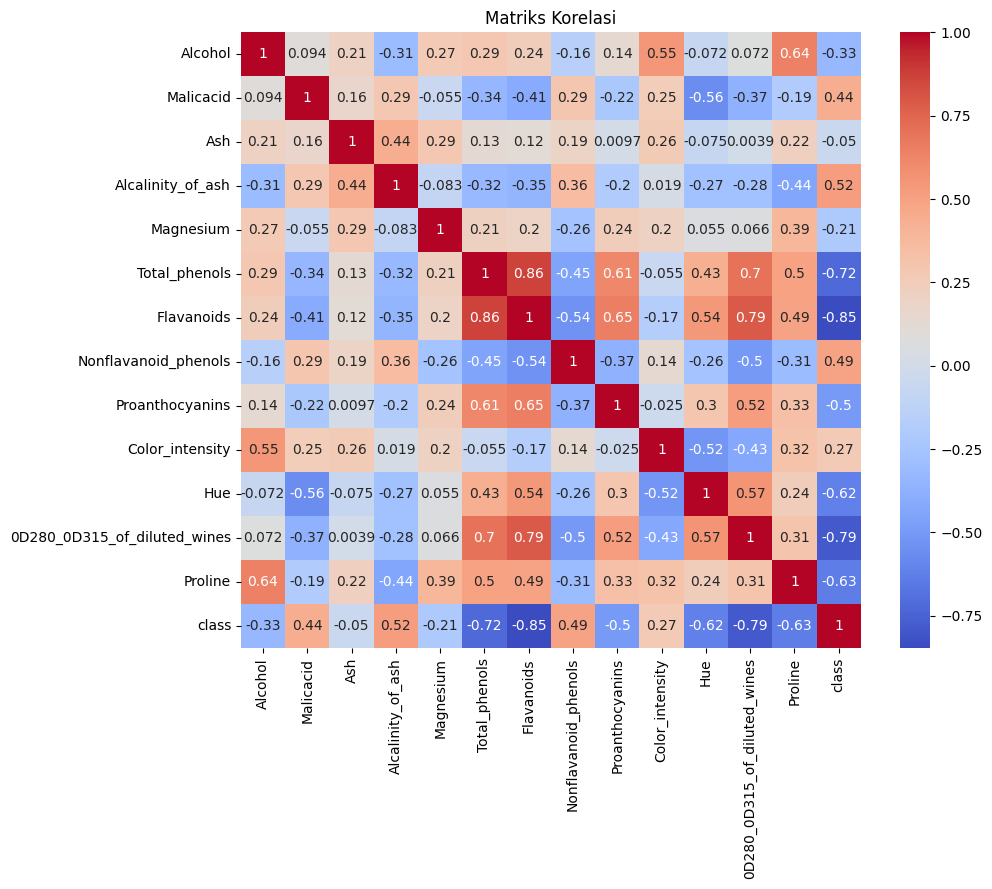 Matriks Korelasi
Alcohol 1 0.094 0.21 -0.31 0.27 0.29 0.24 -0.16 0.14 0.55 -0.072 0.072 0.64 -0.33
Malicacid 0.094 1 0.16 0.29 -0.055 -0.34 -0.41 0.29 -0.22 0.25 -0.56 -0.37 -0.19 0.44
Ash 0.21 0.16 1 0.44 0.29 0.13 0.12 0.19 0.0097 0.26 -0.075 0.0039 0.22 -0.05
Alcalinity_of_ash -0.31 0.29 0.44 1 -0.083 -0.32 -0.35 0.36 -0.2 0.019 -0.27 -0.28 -0.44 0.52
Magnesium 0.27 -0.055 0.29 -0.083 1 0.21 0.2 -0.26 0.24 0.2 0.055 0.066 0.39 -0.21
Total_phenols 0.29 -0.34 0.13 -0.32 0.21 1 0.86 -0.45 0.61 -0.055 0.43 0.7 0.5 -0.72
Flavanoids 0.24 -0.41 0.12 -0.35 0.2 0.86 1 -0.54 0.65 -0.17 0.54 0.79 0.49 -0.85
Nonflavanoid_phenols -0.16 0.29 0.19 0.36 -0.26 -0.45 -0.54 1 -0.37 0.14 -0.26 -0.5 -0.31 0.49
Proanthocyanins 0.14 -0.22 0.0097 -0.2 0.24 0.61 0.65 -0.37 1 -0.025 0.3 0.52 0.33 -0.5
Color_intensity 0.55 0.25 0.26 0.019 0.2 -0.055 -0.17 0.14 -0.025 1 -0.52 -0.43 0.32 0.27
Hue -0.072 -0.56 -0.075 -0.27 0.055 0.43 0.54 -0.26 0.3 -0.52 1 0.57 0.24 -0.62
0D280_0D315_of_diluted_wines 0.072 -0.37 0.0039 -0.28 0.066 0.7 0.79 -0.5 0.52 -0.43 0.57 1 0.31 -0.79
Proline 0.64 -0.19 0.22 -0.44 0.39 0.5 0.49 -0.31 0.33 0.32 0.24 0.31 1 -0.63
class -0.33 0.44 -0.05 0.52 -0.21 -0.72 -0.85 0.49 -0.5 0.27 -0.62 -0.79 -0.63 1
Alcohol
Malicacid
Ash
Alcalinity_of_ash
Magnesium
Total_phenols
Flavanoids
Nonflavanoid_phenols
Proanthocyanins
Color_intensity
Hue
0D280_0D315_of_diluted_wines
Proline
class
1.00
0.75
0.50
0.25
0.00
−0.25
−0.50
−0.75